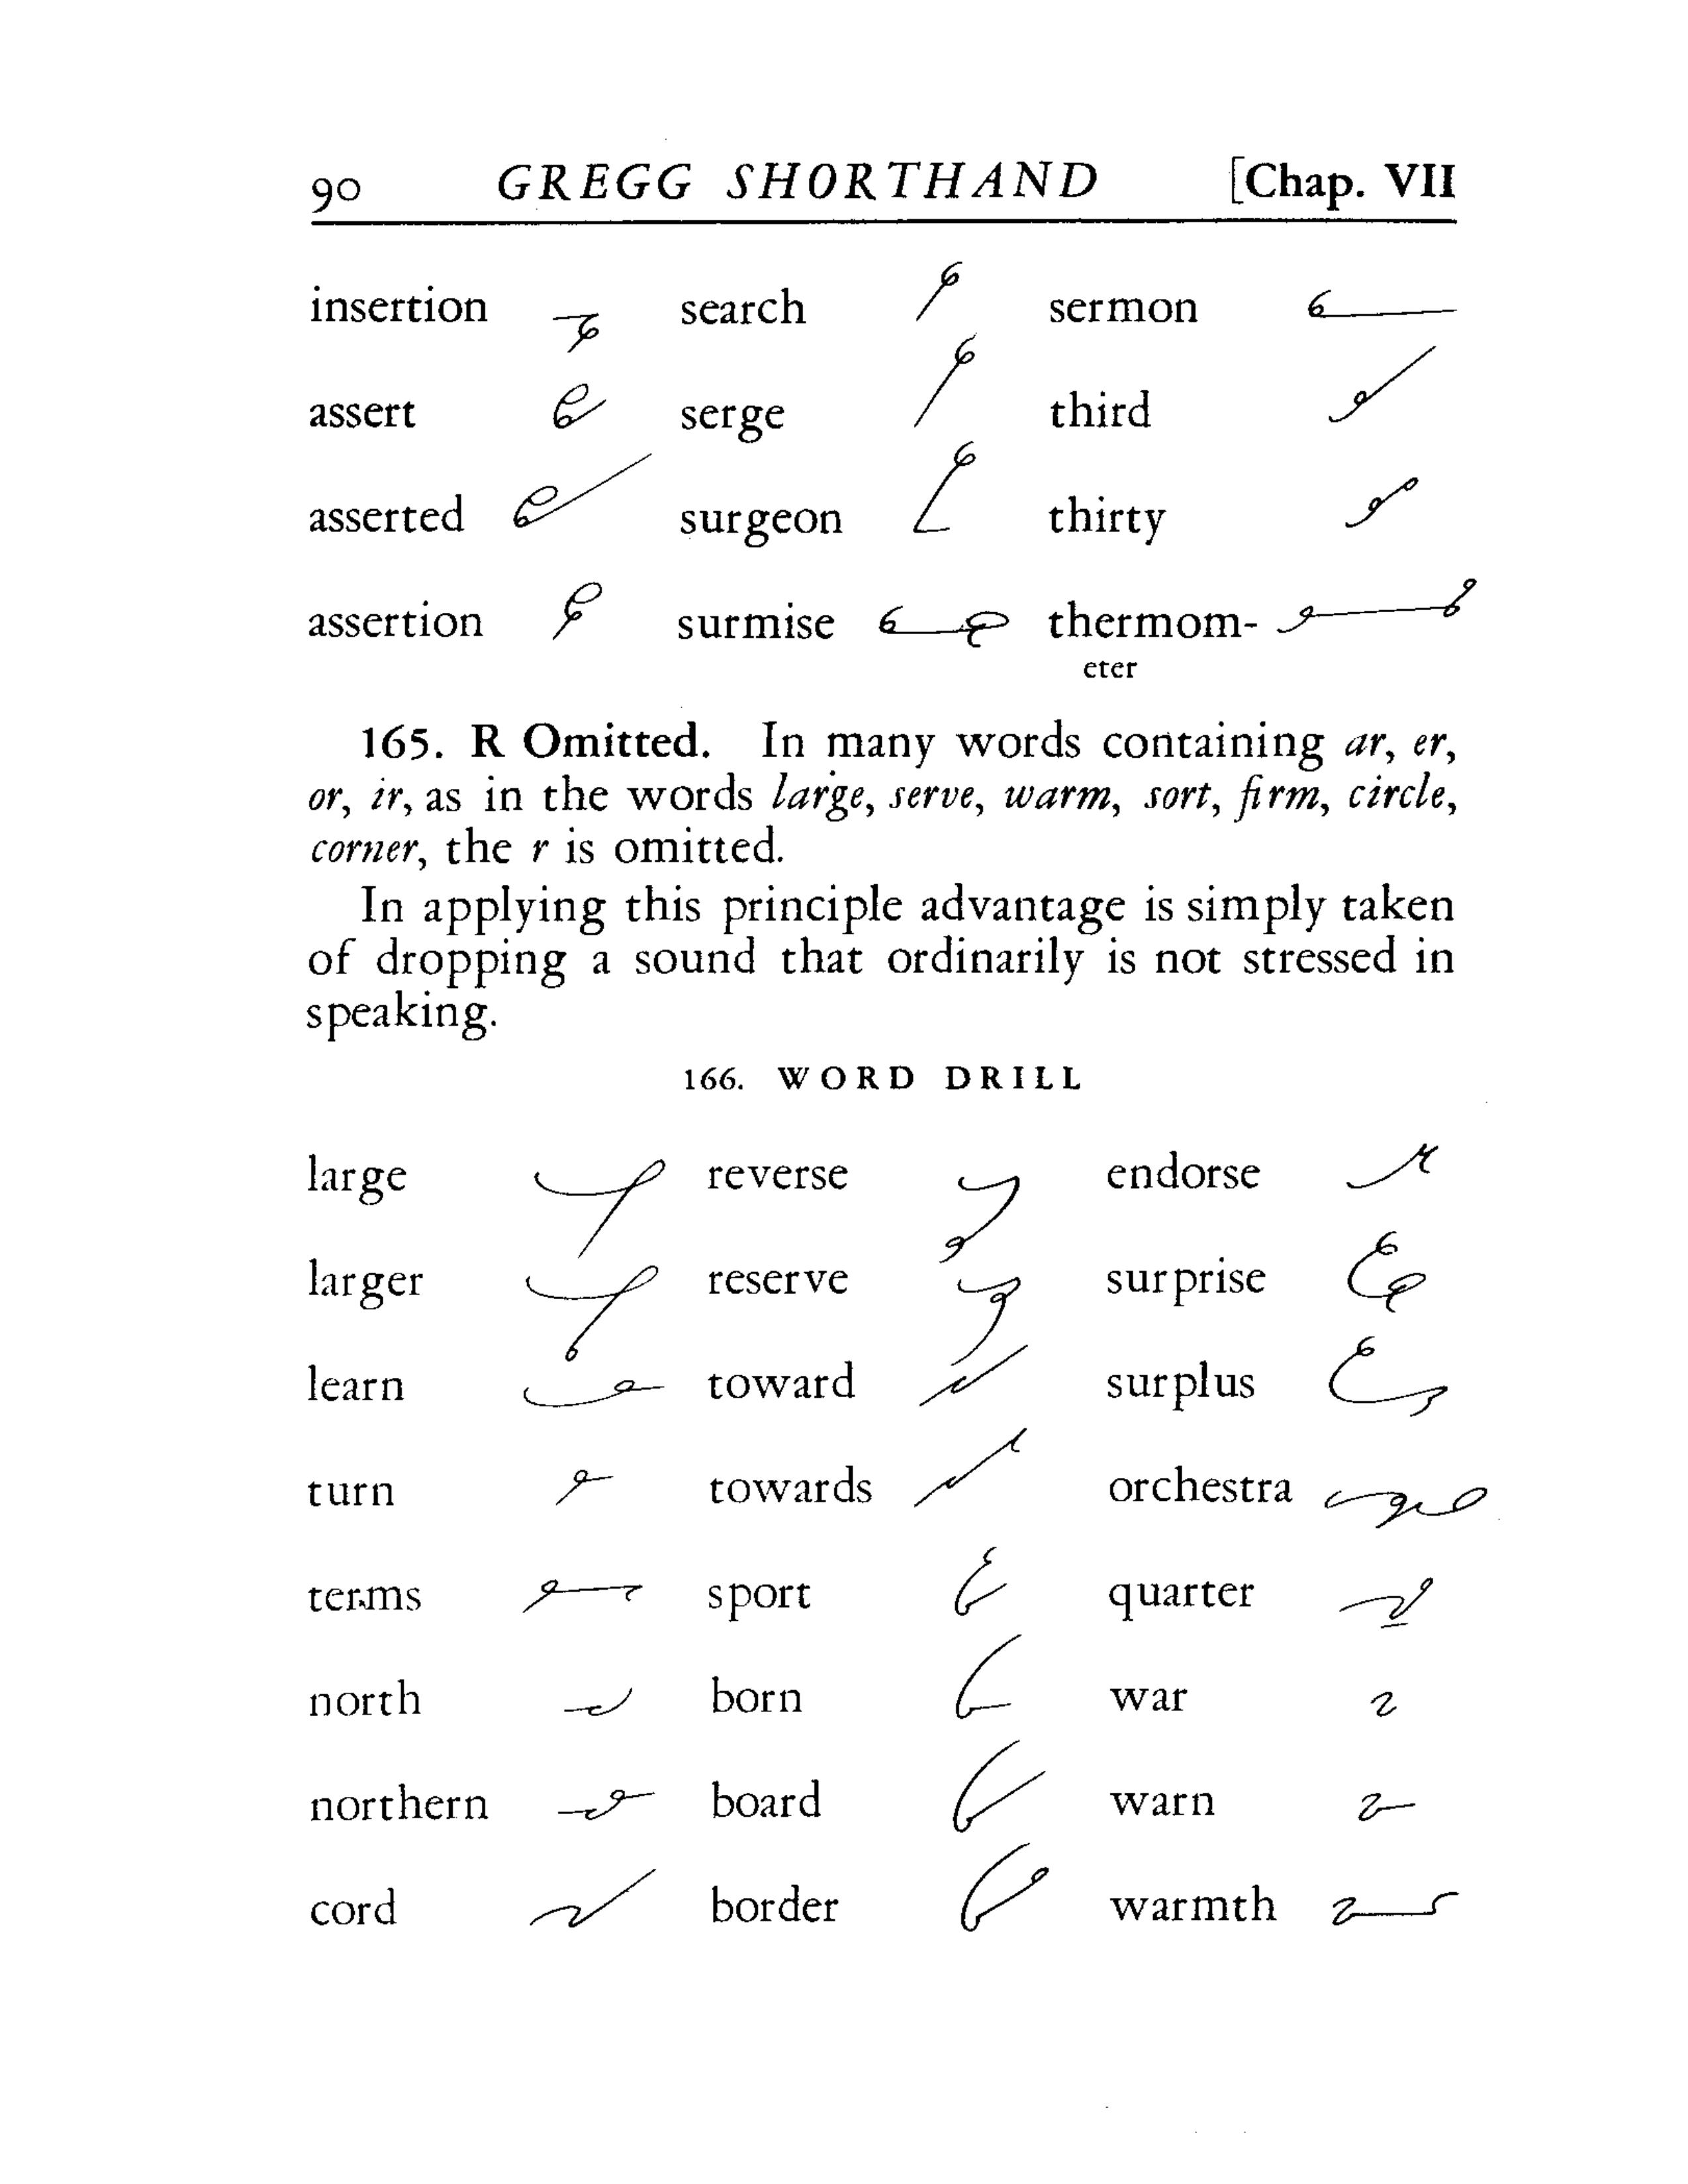 90 GREGG SHORTHAND [Chap. VII
insertion search sermon
assert serge third
asserted surgeon thirty
assertion surmise thermom-
eter
165. R Omitted. In many words containing ar, er,
or, ir, as in the words large, serve, warm, sort, firm, circle,
corner, the r is omitted.
In applying this principle advantage is simply taken
of dropping a sound that ordinarily is not stressed in
speaking.
166. WORD DRILL
large reverse endorse
larger reserve surprise
learn toward surplus
turn towards orchestra
terms sport quarter
north born war
northern board warn
cord border warmth